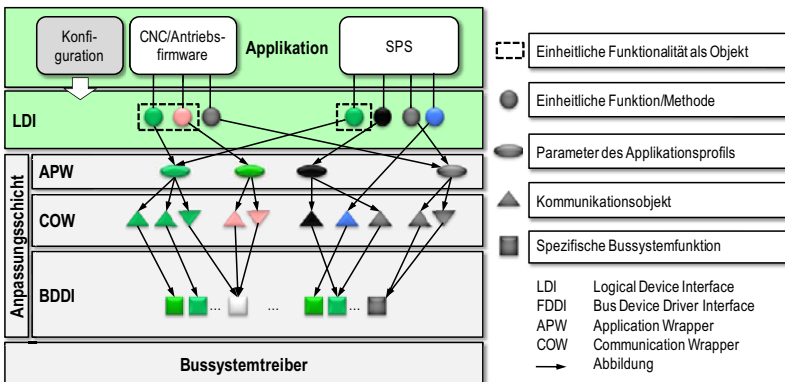 Konfi-
guration
CNC/Antriebs-
firmware
Applikation
SPS
LDI
Anpassungsschicht
APW
COW
BDDI
...
...
...
Bussystemtreiber
Einheitliche Funktionalität als Objekt
Einheitliche Funktion/Methode
Parameter des Applikationsprofils
Kommunikationsobjekt
Spezifische Bussystemfunktion
LDI Logical Device Interface
FDDI Bus Device Driver Interface
APW Application Wrapper
COW Communication Wrapper
Abbildung